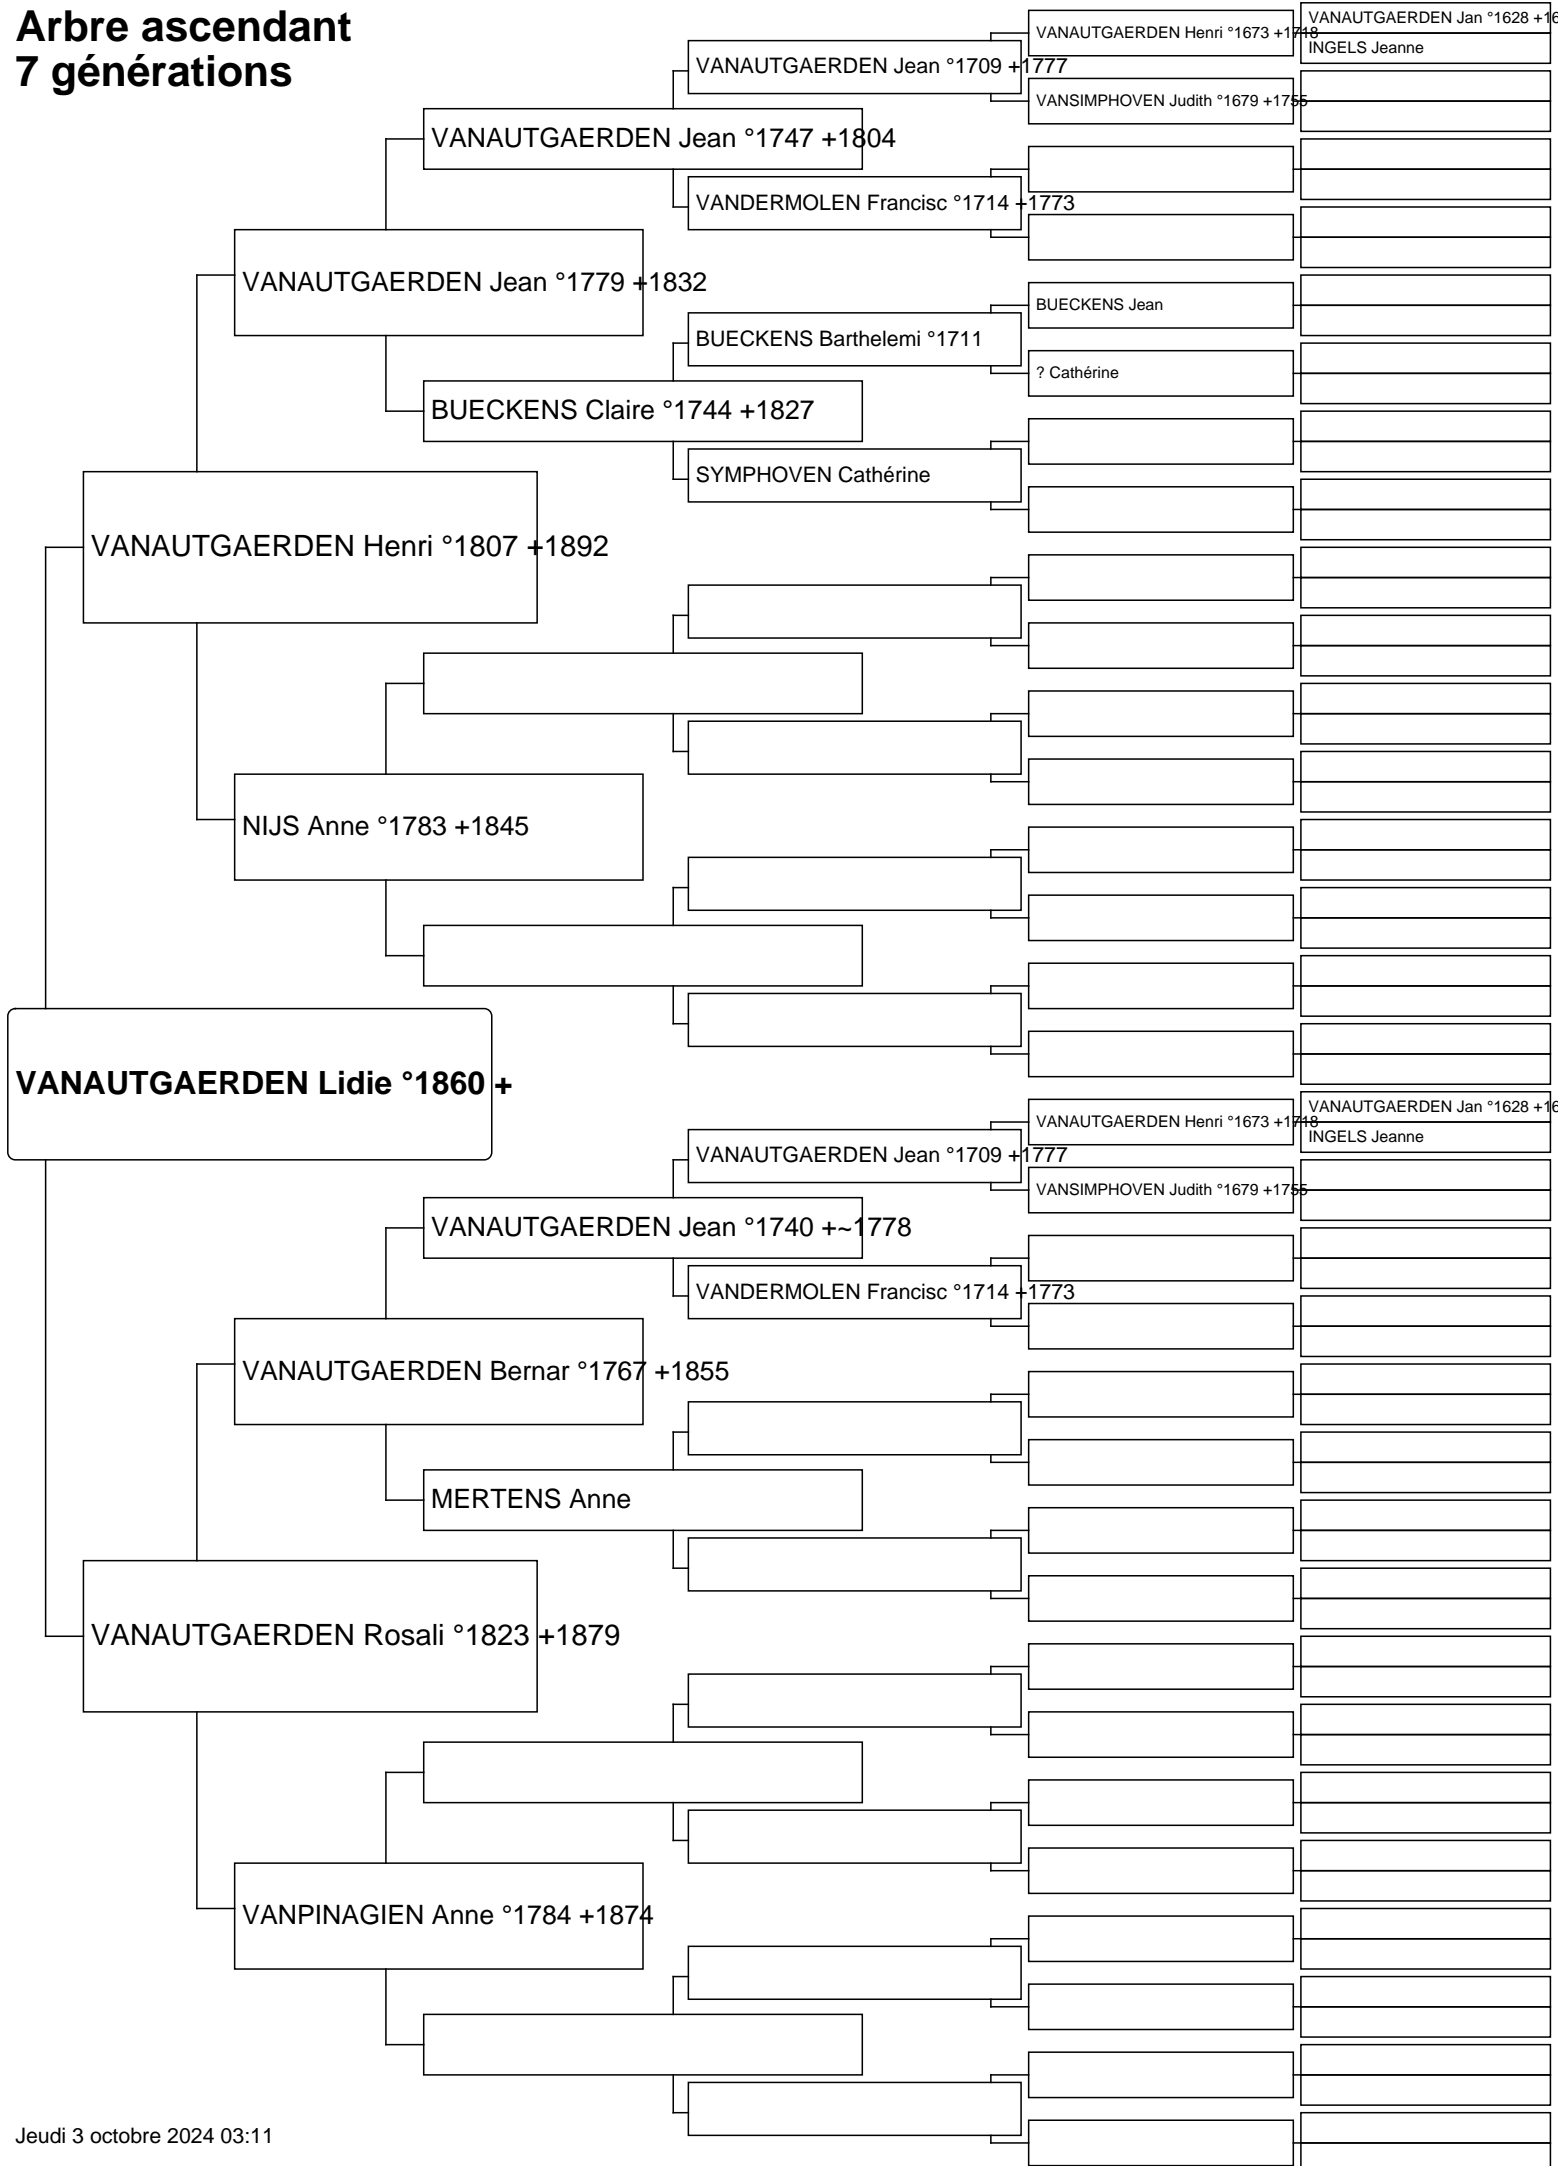 Arbre ascendant
7 générations
VANAUTGAERDEN Jan °1628 +16
VANAUTGAERDEN Henri °1673 +1718
INGELS Jeanne
VANAUTGAERDEN Jean °1709 +1777
VANSIMPHOVEN Judith °1679 +1755
VANAUTGAERDEN Jean °1747 +1804
VANDERMOLEN Francisc °1714 +1773
VANAUTGAERDEN Jean °1779 +1832
BUECKENS Jean
BUECKENS Barthelemi °1711
? Cathérine
BUECKENS Claire °1744 +1827
SYMPHOVEN Cathérine
VANAUTGAERDEN Henri °1807 +1892
NIJS Anne °1783 +1845
VANAUTGAERDEN Lidie °1860 +
VANAUTGAERDEN Jan °1628 +16
VANAUTGAERDEN Henri °1673 +1718
INGELS Jeanne
VANAUTGAERDEN Jean °1709 +1777
VANSIMPHOVEN Judith °1679 +1755
VANAUTGAERDEN Jean °1740 +~1778
VANDERMOLEN Francisc °1714 +1773
VANAUTGAERDEN Bernar °1767 +1855
MERTENS Anne
VANAUTGAERDEN Rosali °1823 +1879
VANPINAGIEN Anne °1784 +1874
Jeudi 3 octobre 2024 03:11